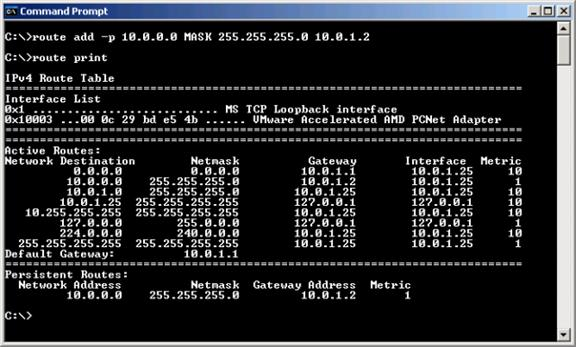 Command Prompt
C:\>route add -p 10.0.0.0 MASK 255.255.255.0 10.0.1.2
C:\>route print
IPv4 Route Table
===========================================================================
Interface List
0x1 ........................... MS TCP Loopback interface
0x10003 ...00 0c 29 bd e5 4b ...... VMware Accelerated AMD PCNet Adapter
===========================================================================
===========================================================================
Active Routes:
Network Destination        Netmask          Gateway       Interface  Metric
0.0.0.0          0.0.0.0         10.0.1.1       10.0.1.25     10
10.0.0.0    255.255.255.0         10.0.1.2       10.0.1.25      1
10.0.1.0    255.255.255.0        10.0.1.25       10.0.1.25     10
10.0.1.25  255.255.255.255        127.0.0.1       127.0.0.1     10
10.255.255.255  255.255.255.255        10.0.1.25       10.0.1.25     10
127.0.0.0        255.0.0.0        127.0.0.1       127.0.0.1      1
224.0.0.0        240.0.0.0        10.0.1.25       10.0.1.25     10
255.255.255.255  255.255.255.255        10.0.1.25       10.0.1.25      1
Default Gateway:          10.0.1.1
===========================================================================
Persistent Routes:
Network Address          Netmask  Gateway Address  Metric
10.0.0.0    255.255.255.0         10.0.1.2       1
C:\>